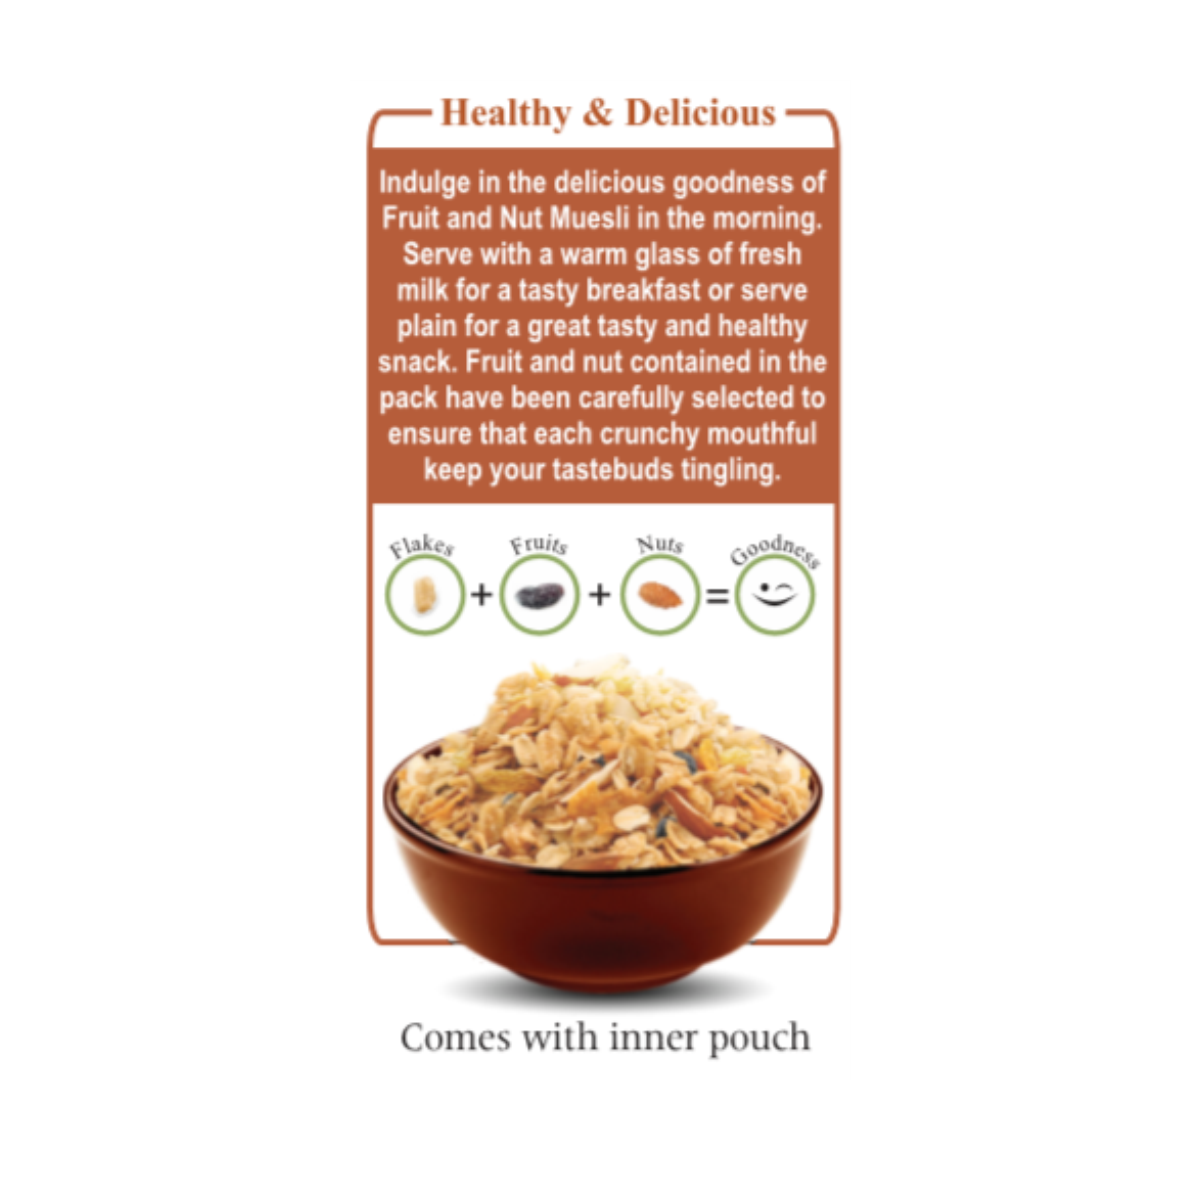 Healthy & Delicious
Indulge in the delicious goodness of
Fruit and Nut Muesli in the morning.
Serve with a warm glass of fresh
milk for a tasty breakfast or serve
plain for a great tasty and healthy
snack. Fruit and nut contained in the
pack have been carefully selected to
ensure that each crunchy mouthful
keep your tastebuds tingling.
Flakes + Fruits + Nuts = Goodness
Comes with inner pouch